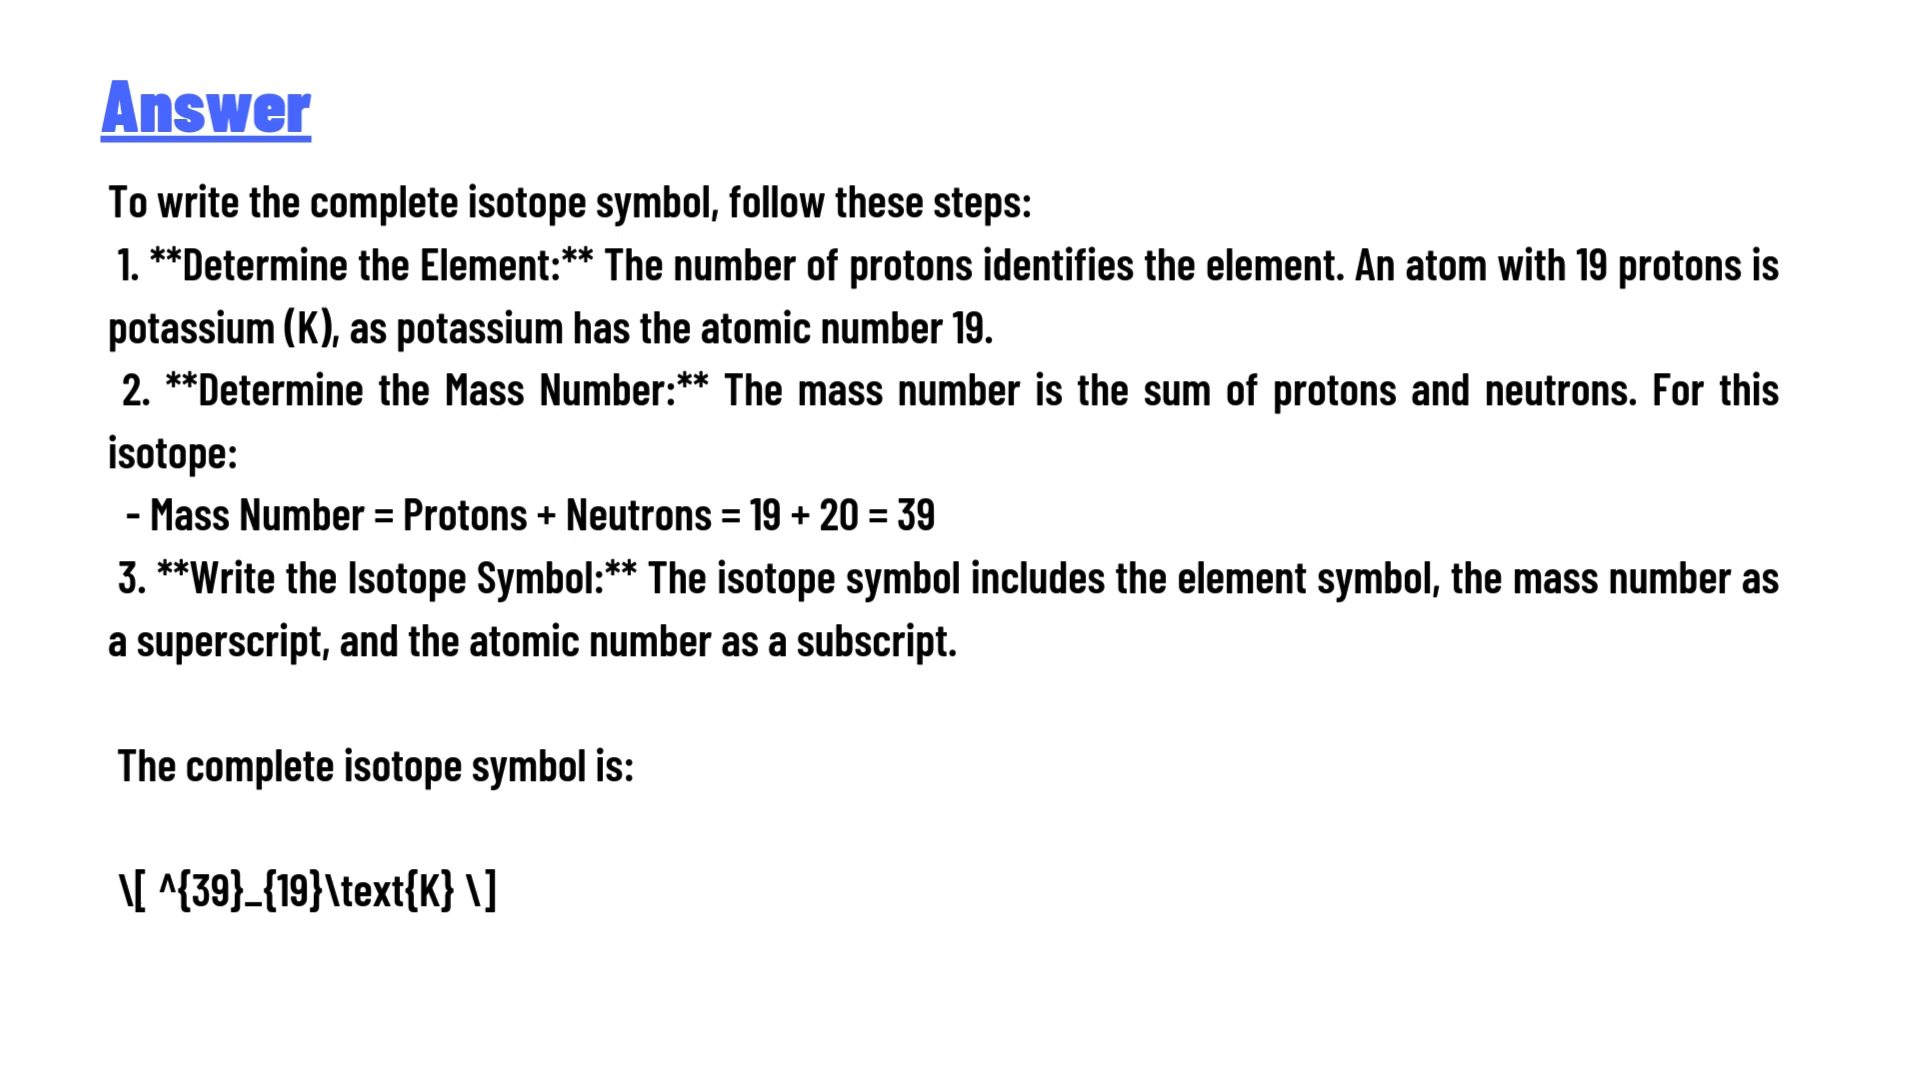 Answer
To write the complete isotope symbol, follow these steps:
1. **Determine the Element:** The number of protons identifies the element. An atom with 19 protons is
potassium (K), as potassium has the atomic number 19.
2. **Determine the Mass Number:** The mass number is the sum of protons and neutrons. For this
isotope:
- Mass Number = Protons + Neutrons = 19 + 20 = 39
3. **Write the Isotope Symbol:** The isotope symbol includes the element symbol, the mass number as
a superscript, and the atomic number as a subscript.
The complete isotope symbol is:
\[ ^{39}_{19}\text{K} \]